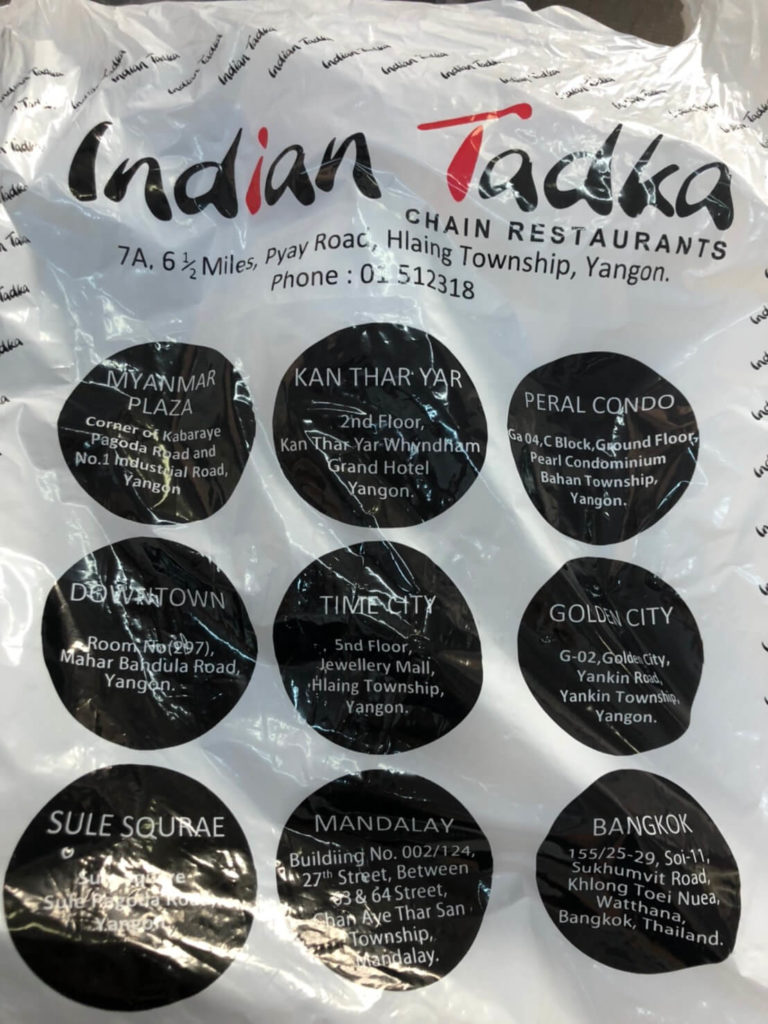 Indian Tadka
CHAIN RESTAURANTS
7A. 6 ½ Miles, Pyay Road, Hlaing Township, Yangon.
Phone : 01 512318
MYANMAR
PLAZA
Corner of Kabaraye
Pagoda Road and
No.1 Industrial Road,
Yangon
KAN THAR YAR
2nd Floor,
Kan Thar Yar Whyndham
Grand Hotel
Yangon.
PERAL CONDO
Ga 04, C Block, Ground Floor,
Pearl Condominium
Bahan Township,
Yangon.
DOWNTOWN
Room No(297),
Mahar Bandula Road,
Yangon.
TIME CITY
5nd Floor,
Jewellery Mall,
Hlaing Township,
Yangon.
GOLDEN CITY
G-02,Golden City,
Yankin Road,
Yankin Township,
Yangon.
SULE SQURAE
Sule Square
Sule Pagoda Road,
Yangon.
MANDALAY
Buildiing No. 002/124,
27th Street, Between
63 & 64 Street,
Chan Aye Thar San
Township,
Mandalay.
BANGKOK
155/25-29, Soi-11,
Sukhumvit Road,
Khlong Toei Nuea,
Watthana,
Bangkok, Thailand.